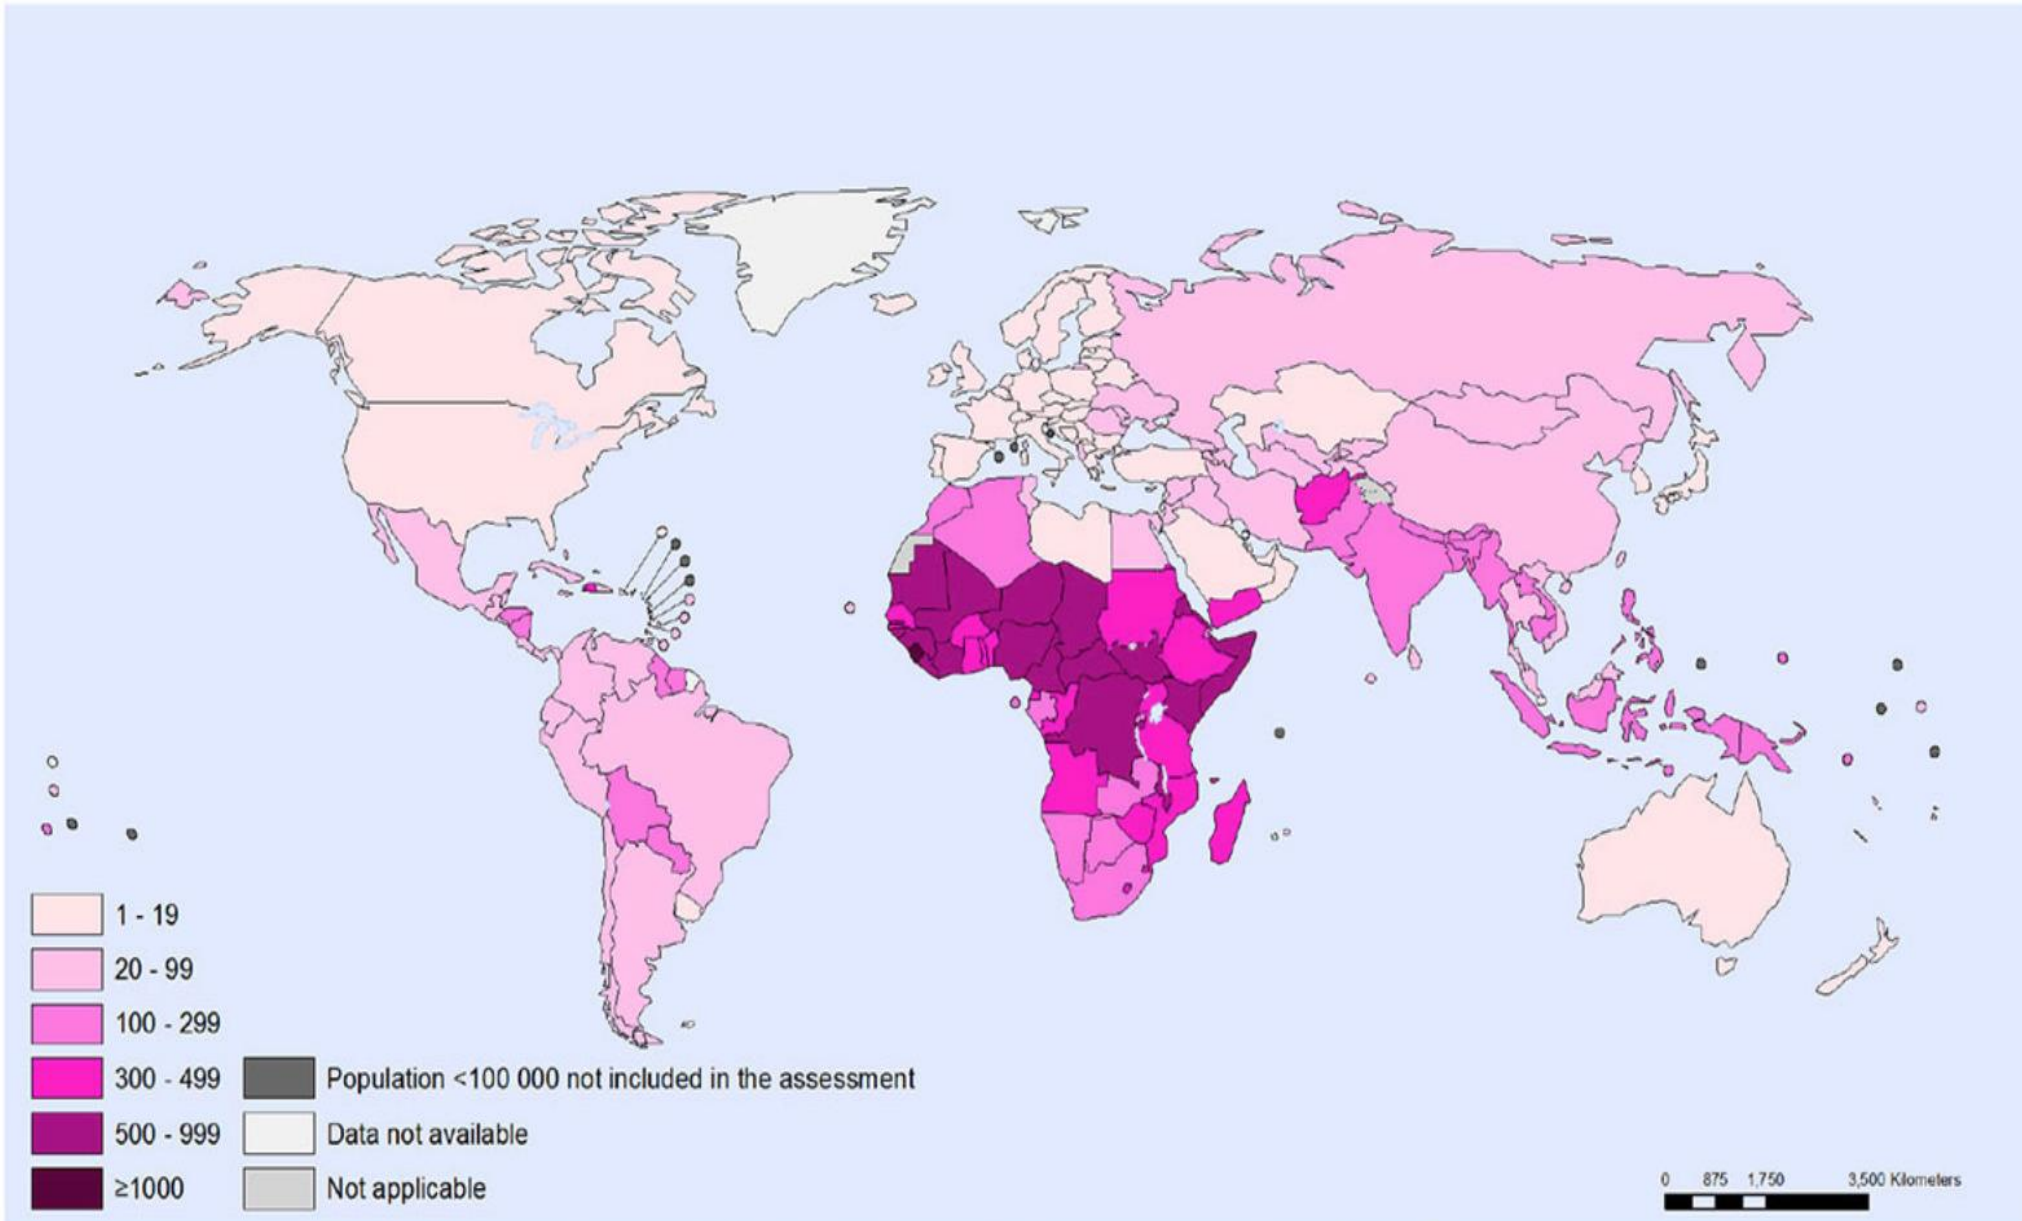 1 - 19
20 - 99
100 - 299
300 - 499
500 - 999
≥1000
Population <100 000 not included in the assessment
Data not available
Not applicable
0 875 1,750 3,500 Kilometers